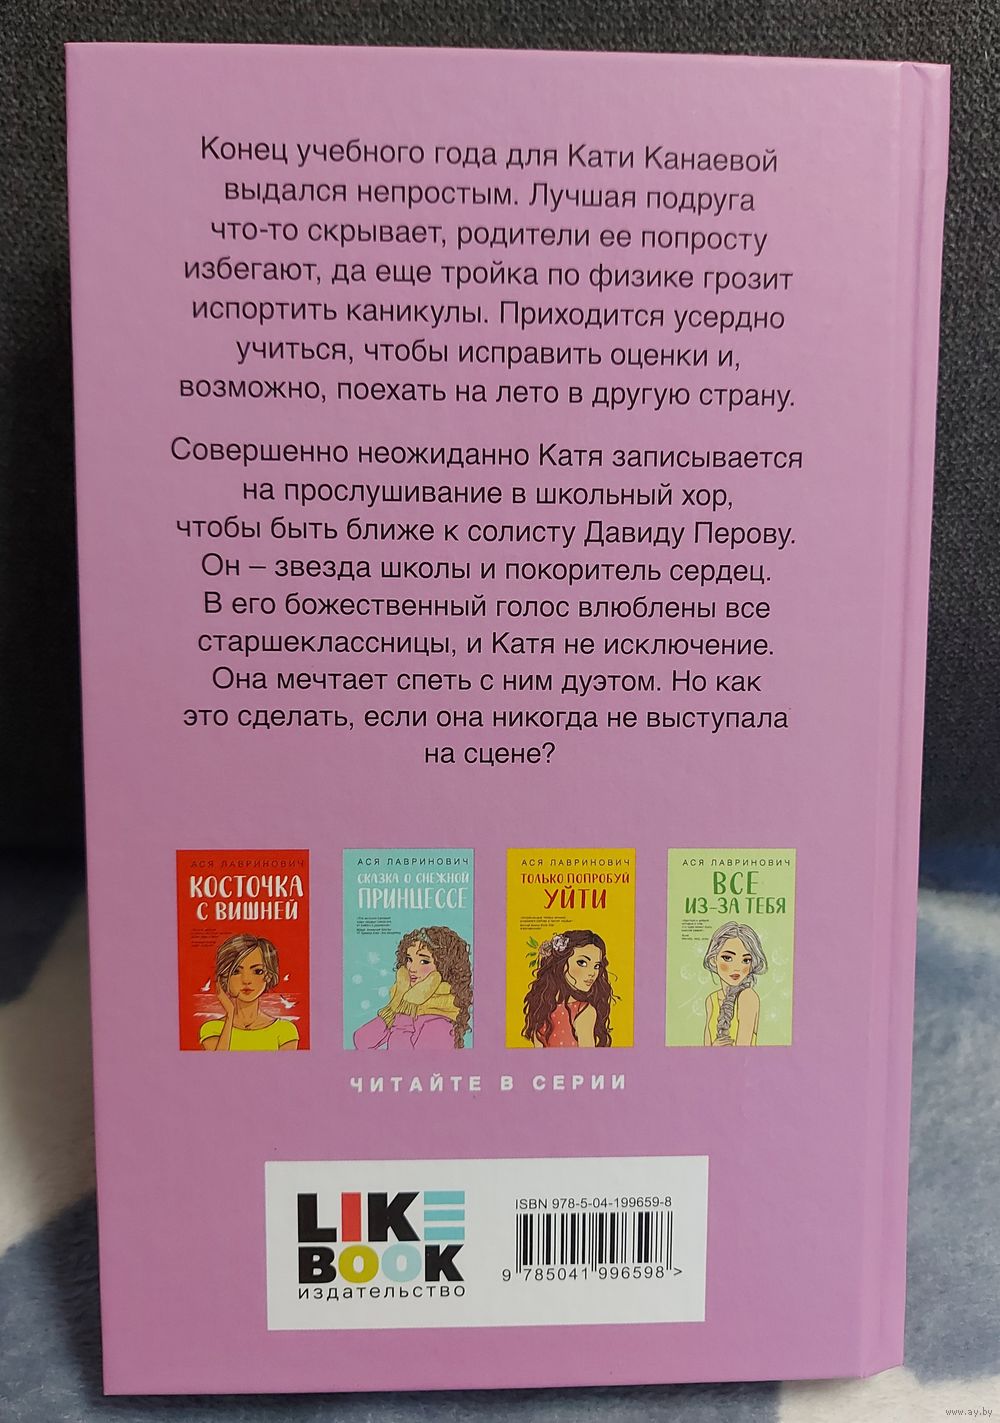 Конец учебного года для Кати Канаевой
выдался непростым. Лучшая подруга
что-то скрывает, родители ее попросту
избегают, да еще тройка по физике грозит
испортить каникулы. Приходится усердно
учиться, чтобы исправить оценки и,
возможно, поехать на лето в другую страну.
Совершенно неожиданно Катя записывается
на прослушивание в школьный хор,
чтобы быть ближе к солисту Давиду Перову.
Он – звезда школы и покоритель сердец.
В его божественный голос влюблены все
старшеклассницы, и Катя не исключение.
Она мечтает спеть с ним дуэтом. Но как
это сделать, если она никогда не выступала
на сцене?
АСЯ ЛАВРИНОВИЧ
КОСТОЧКА
С ВИШНЕЙ
АСЯ ЛАВРИНОВИЧ
СКАЗКА О СНЕЖНОЙ
ПРИНЦЕССЕ
АСЯ ЛАВРИНОВИЧ
ТОЛЬКО ПОПРОБУЙ
УЙТИ
АСЯ ЛАВРИНОВИЧ
ВСЕ
ИЗ-ЗА ТЕБЯ
ЧИТАЙТЕ В СЕРИИ
LIKE
BOOK
издательство
ISBN 978-5-04-199659-8
9 785041 996598 >
www.ay.by